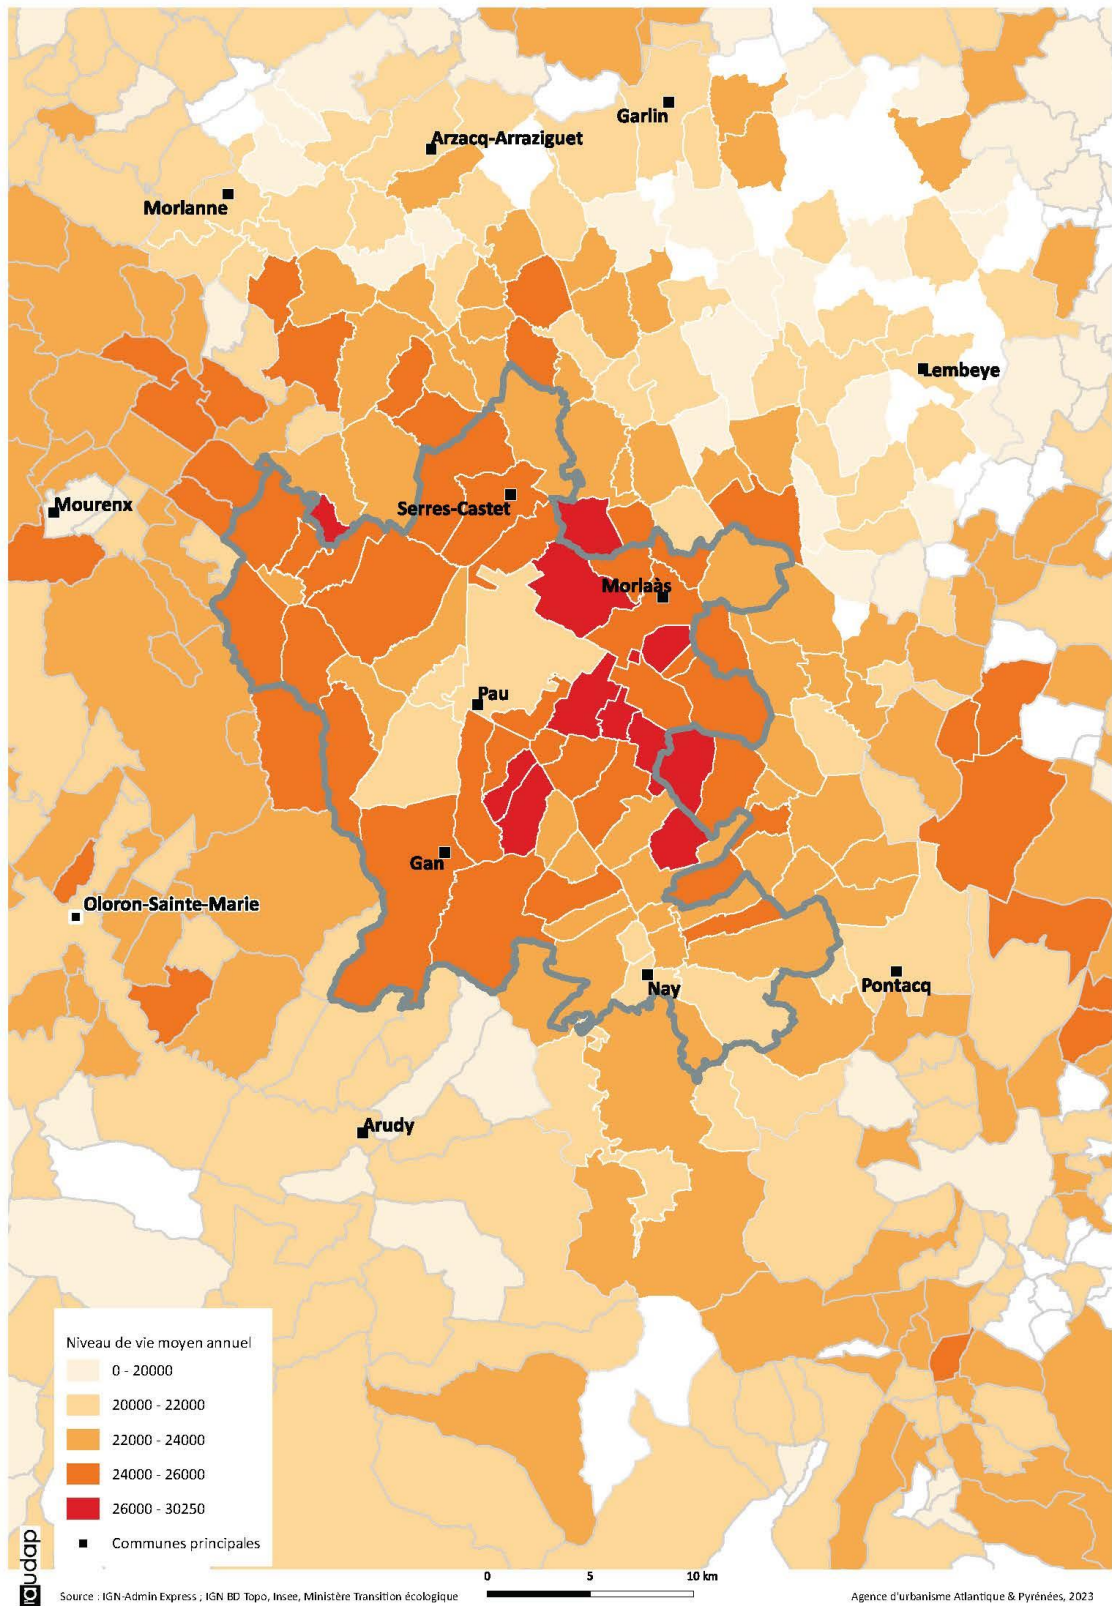 Garlin
Arzacq-Arraziguet
Morlanne
Lembeye
Mourenx
Serres-Castet
Morlaàs
Pau
Gan
Oloron-Sainte-Marie
Nay
Pontacq
Arudy
Niveau de vie moyen annuel
0 - 20000
20000 - 22000
22000 - 24000
24000 - 26000
26000 - 30250
Communes principales
audap
0 5 10 km
Source : IGN-Admin Express ; IGN BD Topo, Insee, Ministère Transition écologique
Agence d'urbanisme Atlantique & Pyrénées, 2023